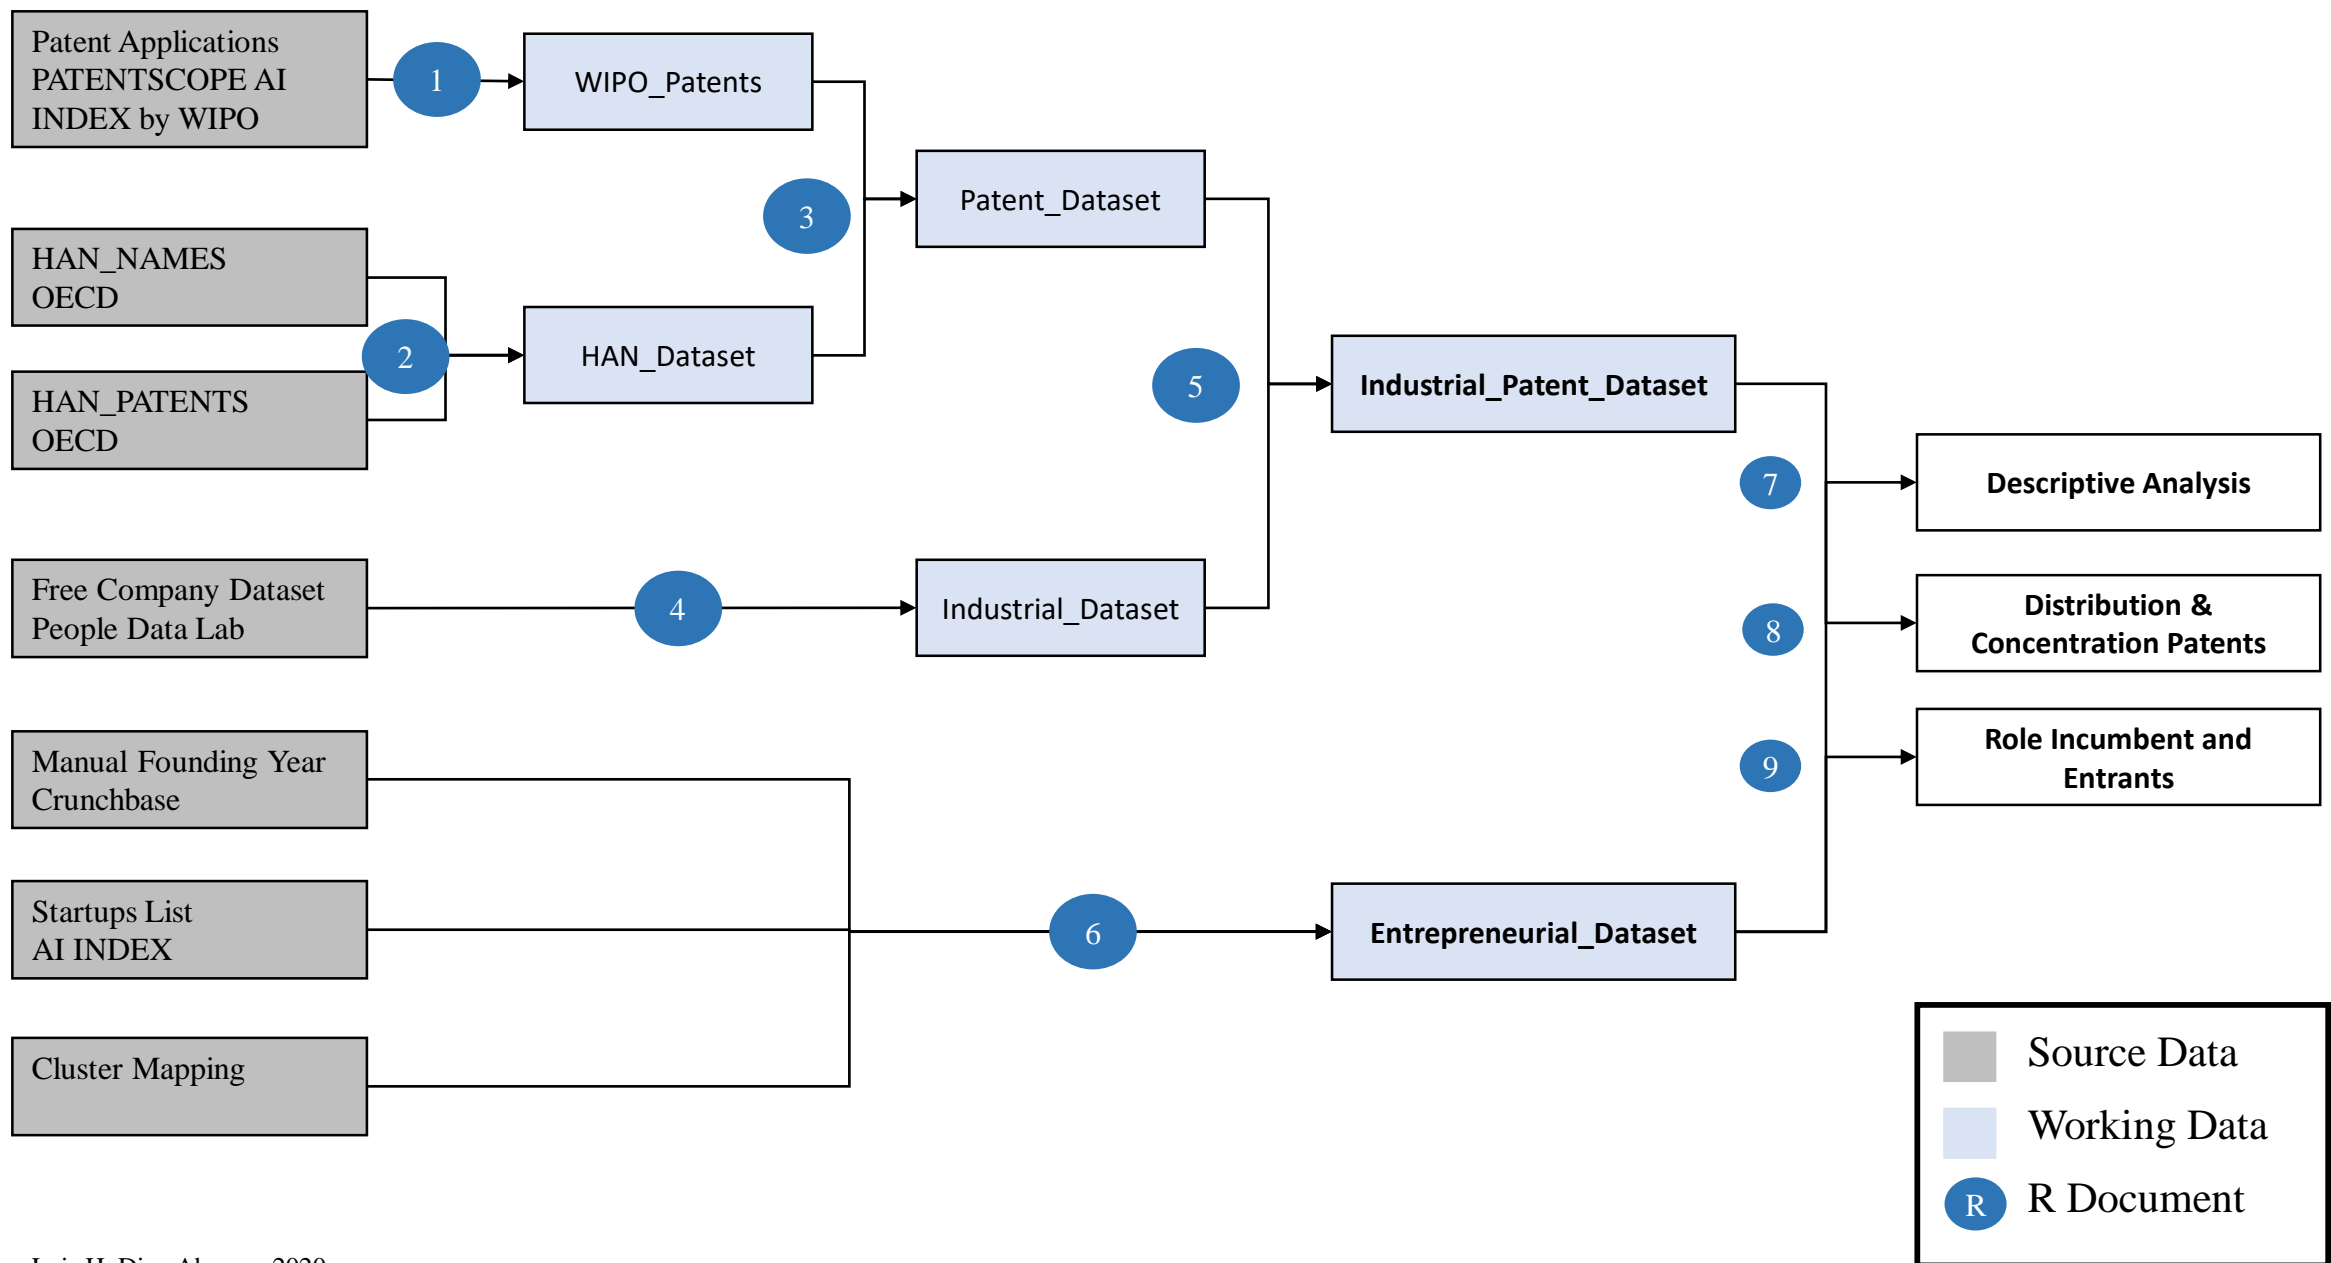 Patent Applications
PATENTSCOPE AI
INDEX by WIPO
1
WIPO_Patents
HAN_NAMES
OECD
2
HAN_PATENTS
OECD
HAN_Dataset
3
Patent_Dataset
Free Company Dataset
People Data Lab
4
Industrial_Dataset
5
Industrial_Patent_Dataset
Manual Founding Year
Crunchbase
Startups List
AI INDEX
Cluster Mapping
6
Entrepreneurial_Dataset
7
Descriptive Analysis
8
Distribution &
Concentration Patents
9
Role Incumbent and
Entrants
Source Data
Working Data
R
R Document
2020